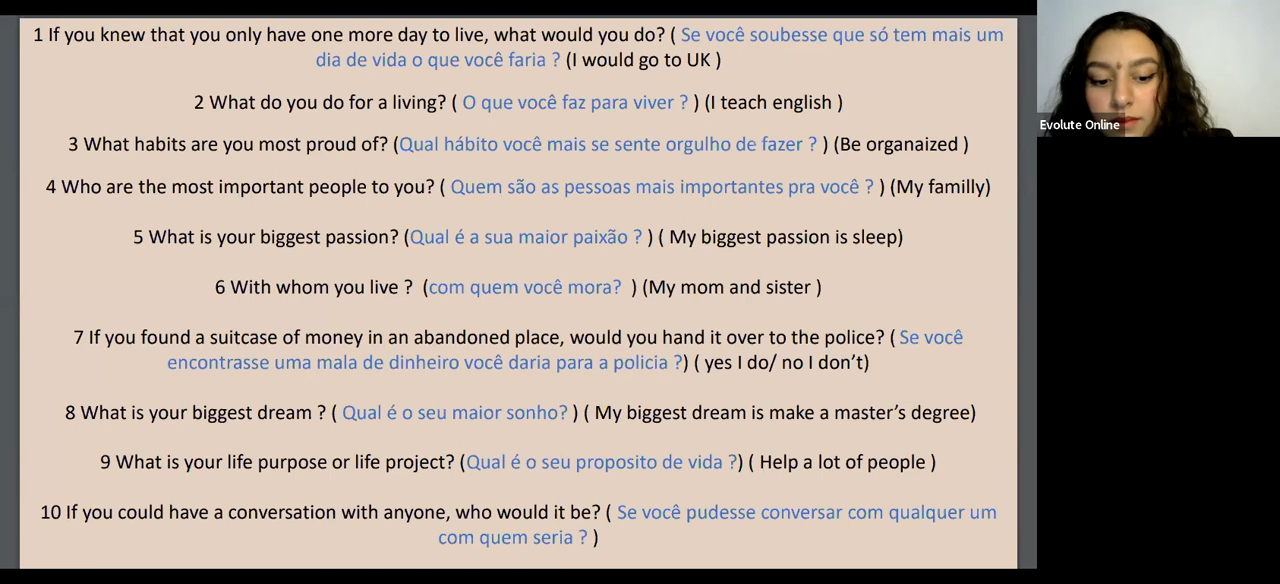 1 If you knew that you only have one more day to live, what would you do? ( Se você soubesse que só tem mais um
dia de vida o que você faria ? (I would go to UK )
2 What do you do for a living? ( O que você faz para viver ? ) (I teach english )
3 What habits are you most proud of? (Qual hábito você mais se sente orgulho de fazer ? ) (Be organaized )
4 Who are the most important people to you? ( Quem são as pessoas mais importantes pra você ? ) (My familly)
5 What is your biggest passion? (Qual é a sua maior paixão ? ) ( My biggest passion is sleep)
6 With whom you live ? (com quem você mora? ) (My mom and sister )
7 If you found a suitcase of money in an abandoned place, would you hand it over to the police? ( Se você
encontrasse uma mala de dinheiro você daria para a policia ?) ( yes I do/ no I don't)
8 What is your biggest dream ? ( Qual é o seu maior sonho? ) ( My biggest dream is make a master's degree)
9 What is your life purpose or life project? (Qual é o seu proposito de vida ?) ( Help a lot of people )
10 If you could have a conversation with anyone, who would it be? ( Se você pudesse conversar com qualquer um
com quem seria ? )
Evolute Online